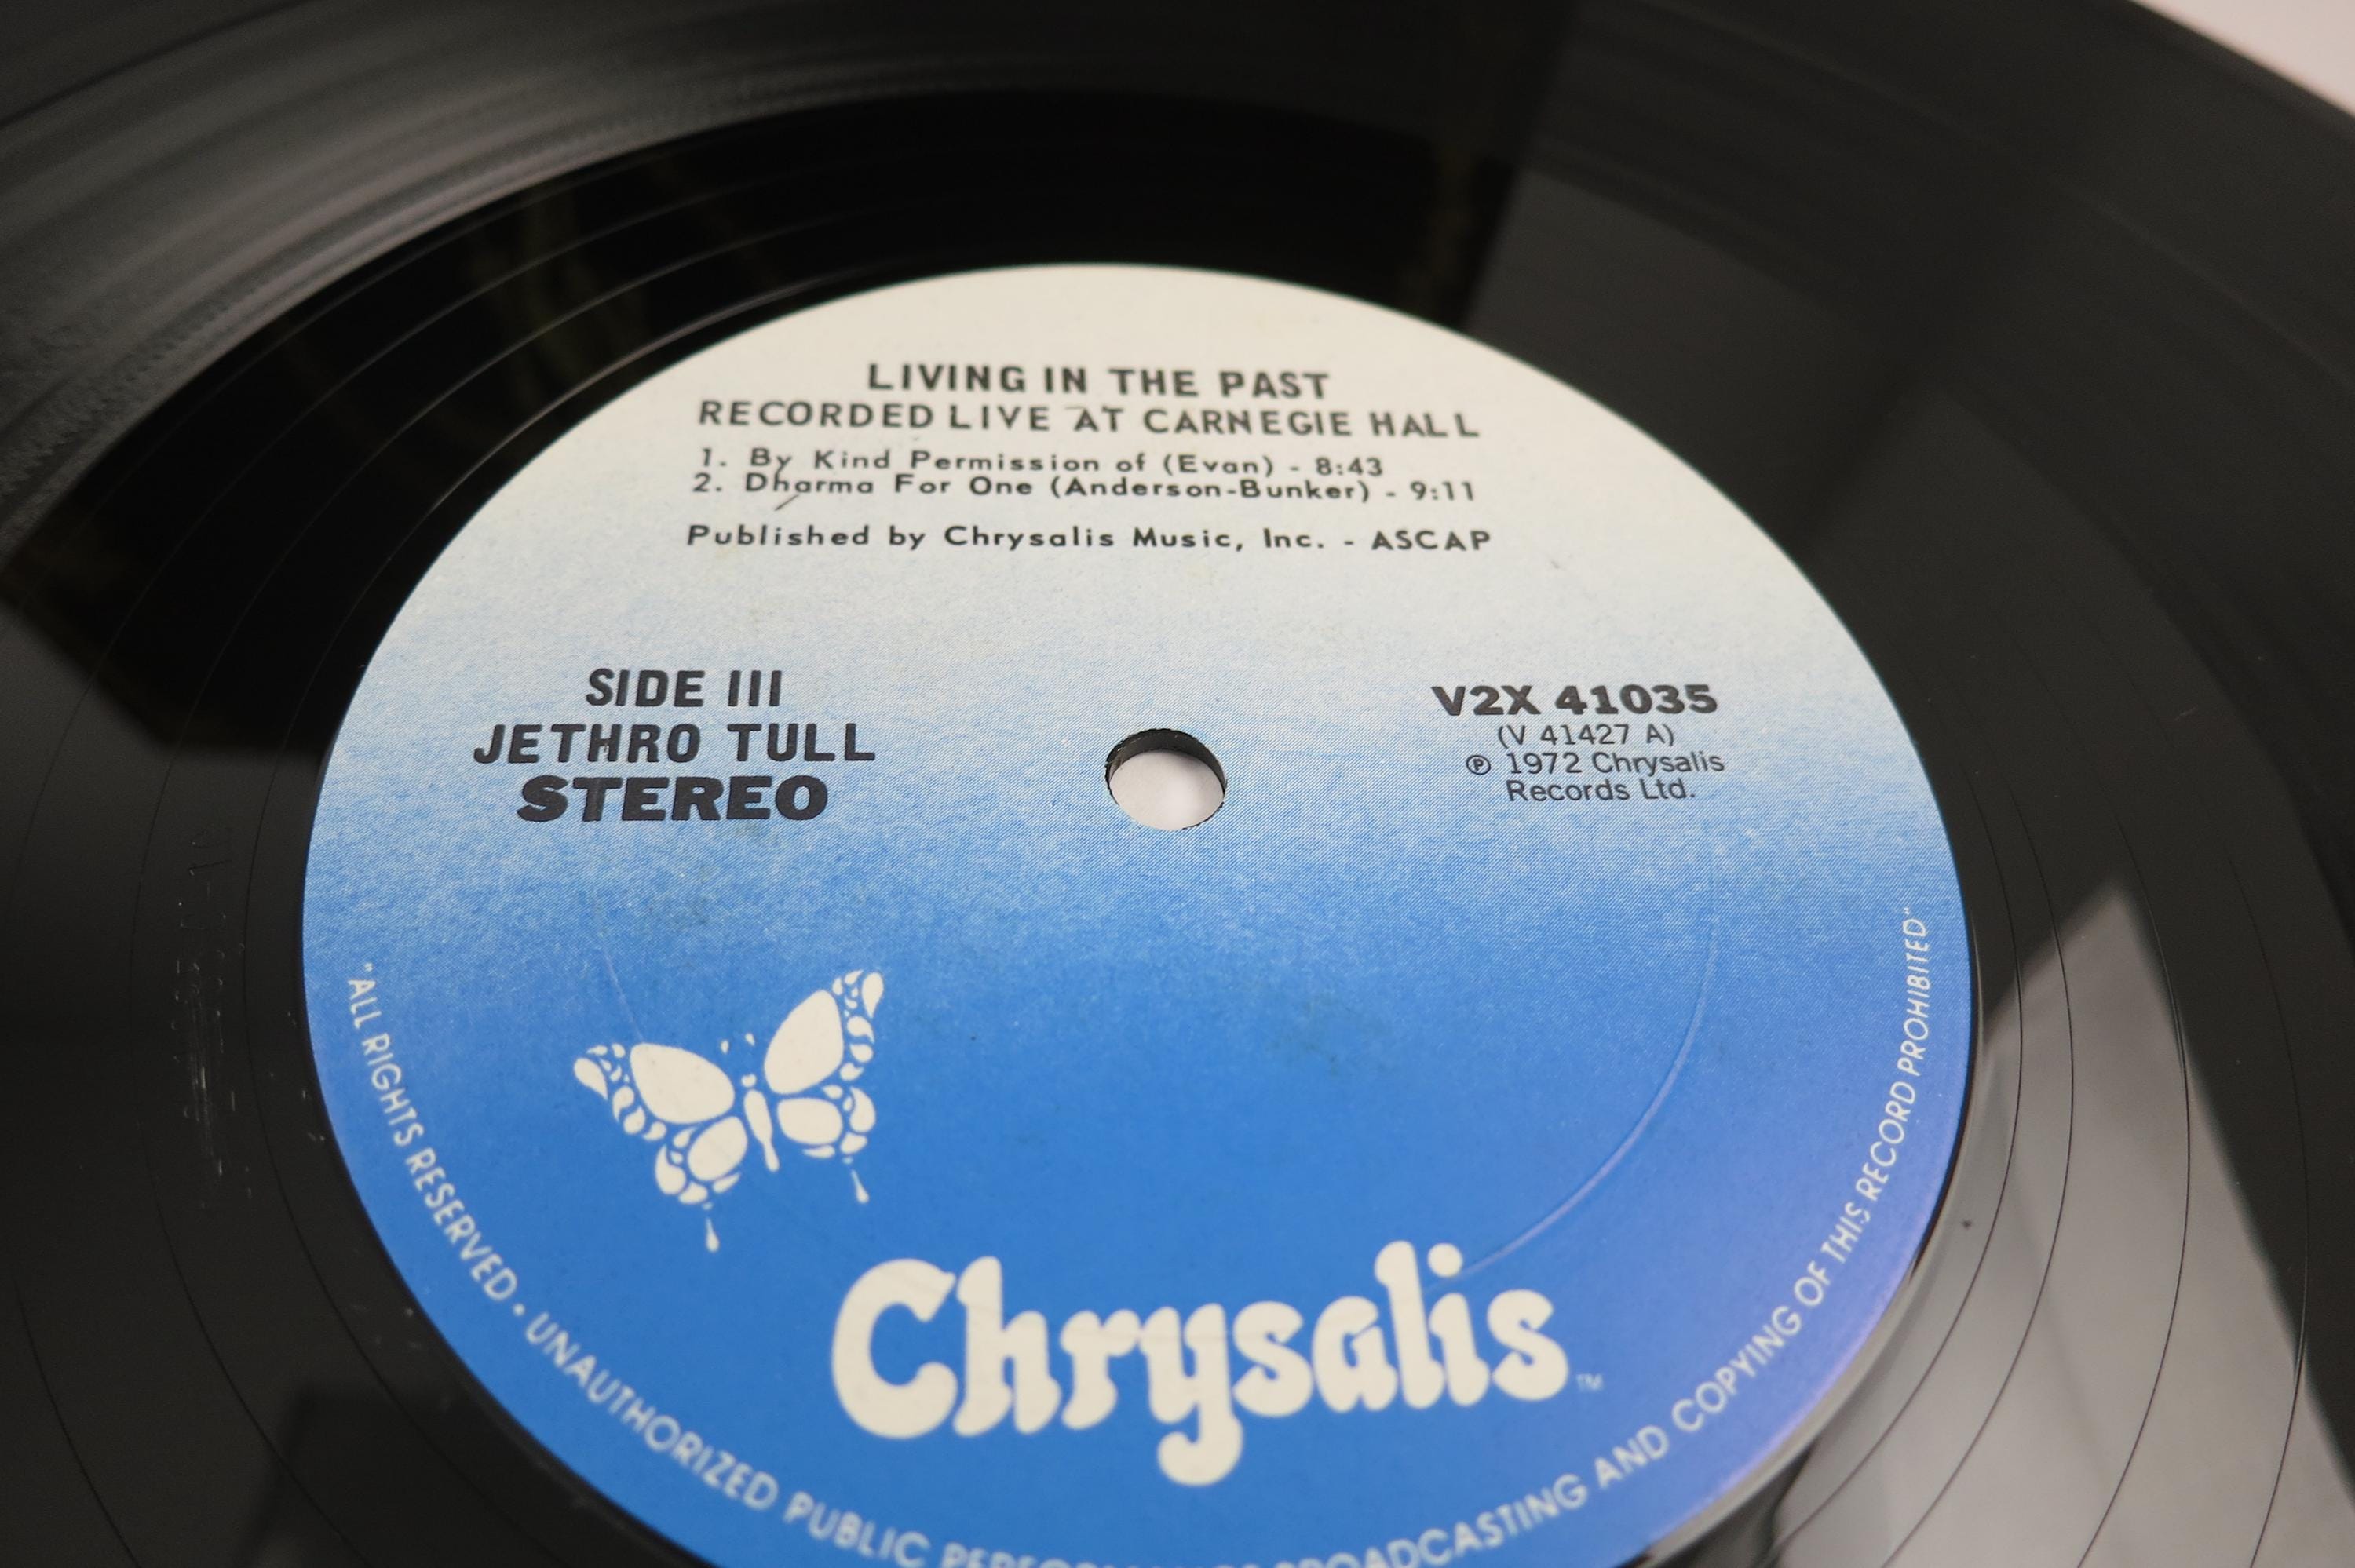 LIVING IN THE PAST
RECORDED LIVE AT CARNEGIE HALL
1. By Kind Permission of (Evan) - 8:43
2. Dharma For One (Anderson-Bunker) - 9:11
Published by Chrysalis Music, Inc. - ASCAP
SIDE III
JETHRO TULL
STEREO
V2X 41035
(V 41427 A)
℗ 1972 Chrysalis
Records Ltd.
Chrysalis™
"ALL RIGHTS RESERVED • UNAUTHORIZED PUBLIC BROADCASTING AND COPYING OF THIS RECORD PROHIBITED"